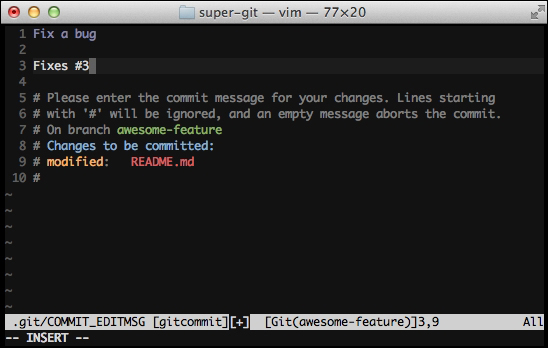 super-git — vim — 77×20
1 Fix a bug
2
3 Fixes #3
4
5 # Please enter the commit message for your changes. Lines starting
6 # with '#' will be ignored, and an empty message aborts the commit.
7 # On branch awesome-feature
8 # Changes to be committed:
9 # modified:   README.md
10 #
~
~
~
~
~
~
~
.git/COMMIT_EDITMSG [gitcommit][+]  [Git(awesome-feature)]3,9 All
-- INSERT --